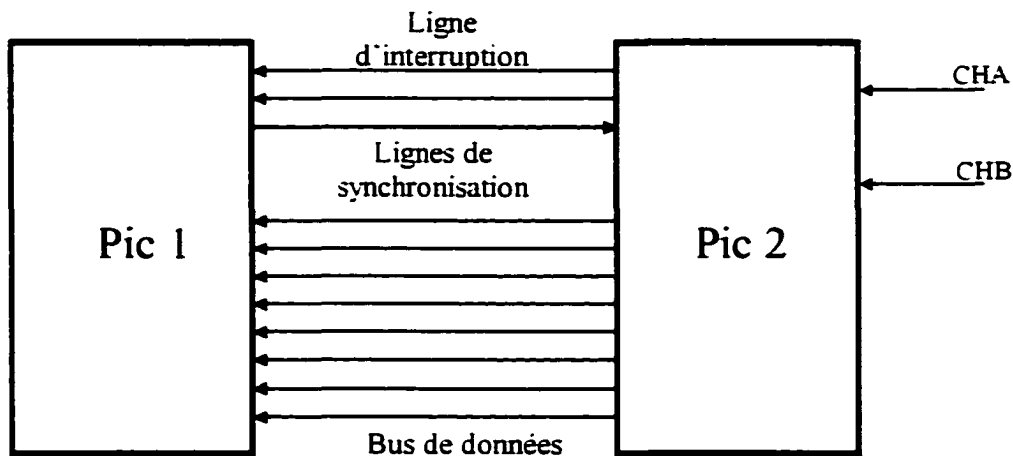 Ligne
d'interruption
CHA
Lignes de
synchronisation
CHB
Pic 1
Pic 2
Bus de données